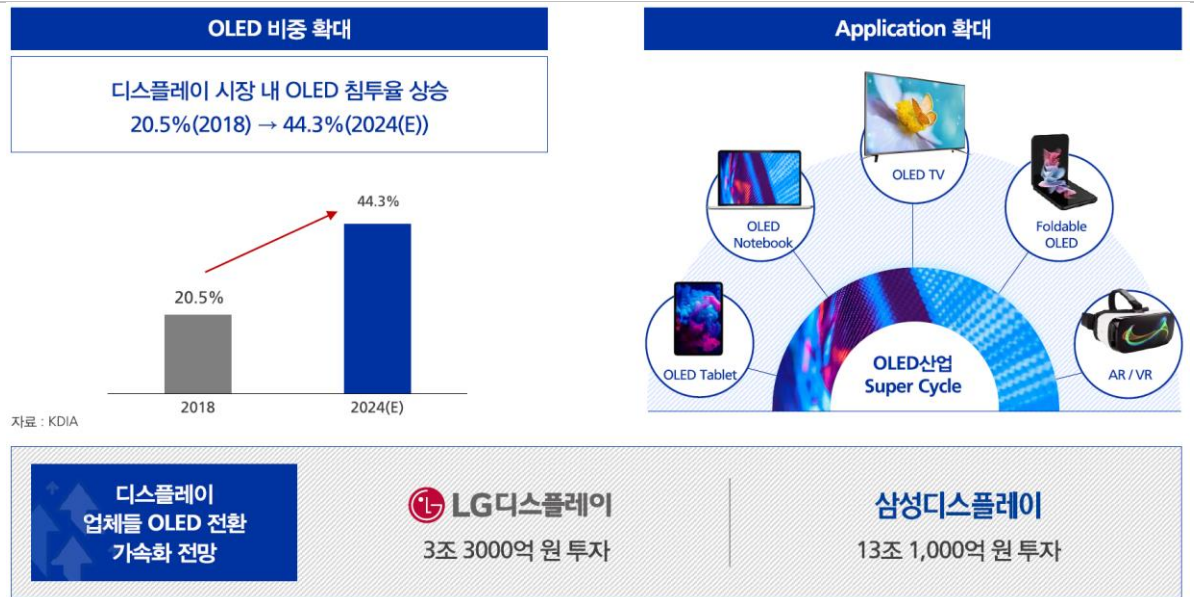 OLED 비중 확대
디스플레이 시장 내 OLED 침투율 상승
20.5%(2018) → 44.3%(2024(E))
44.3%
20.5%
2018
2024(E)
자료 : KDIA
Application 확대
OLED TV
OLED
Notebook
Foldable
OLED
OLED Tablet
AR / VR
OLED산업
Super Cycle
디스플레이
업체들 OLED 전환
가속화 전망
LG디스플레이
3조 3000억 원 투자
삼성디스플레이
13조 1,000억 원 투자